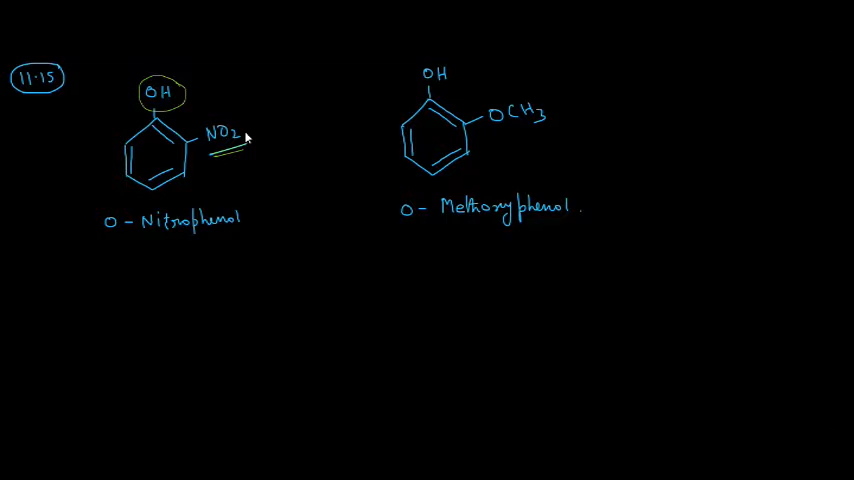 11.15
OH
NO2
O - Nitrophenol
OH
OCH3
O - Methoxyphenol.